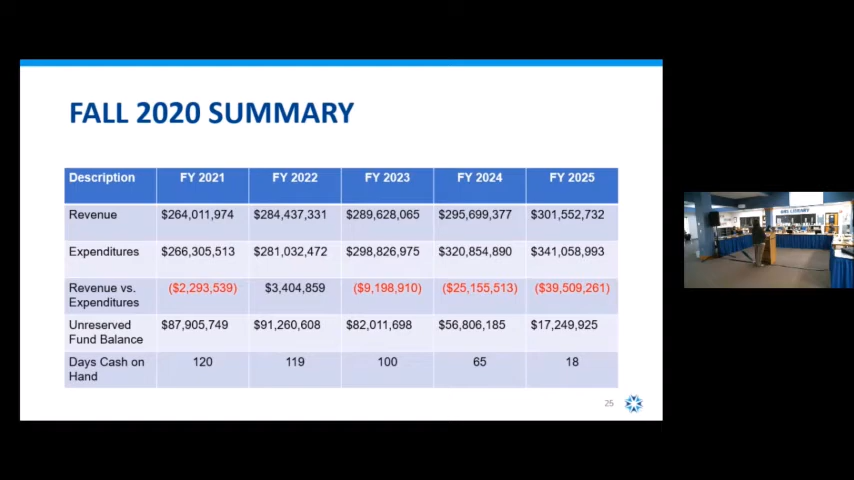 FALL 2020 SUMMARY
Description FY 2021 FY 2022 FY 2023 FY 2024 FY 2025
Revenue $264,011,974 $284,437,331 $289,628,065 $295,699,377 $301,552,732
Expenditures $266,305,513 $281,032,472 $298,826,975 $320,854,890 $341,058,993
Revenue vs. ($2,293,539) $3,404,859 ($9,198,910) ($25,155,513) ($39,509,261)
Expenditures
Unreserved $87,905,749 $91,260,608 $82,011,698 $56,806,185 $17,249,925
Fund Balance
Days Cash on 120 119 100 65 18
Hand
25
LIBRARY